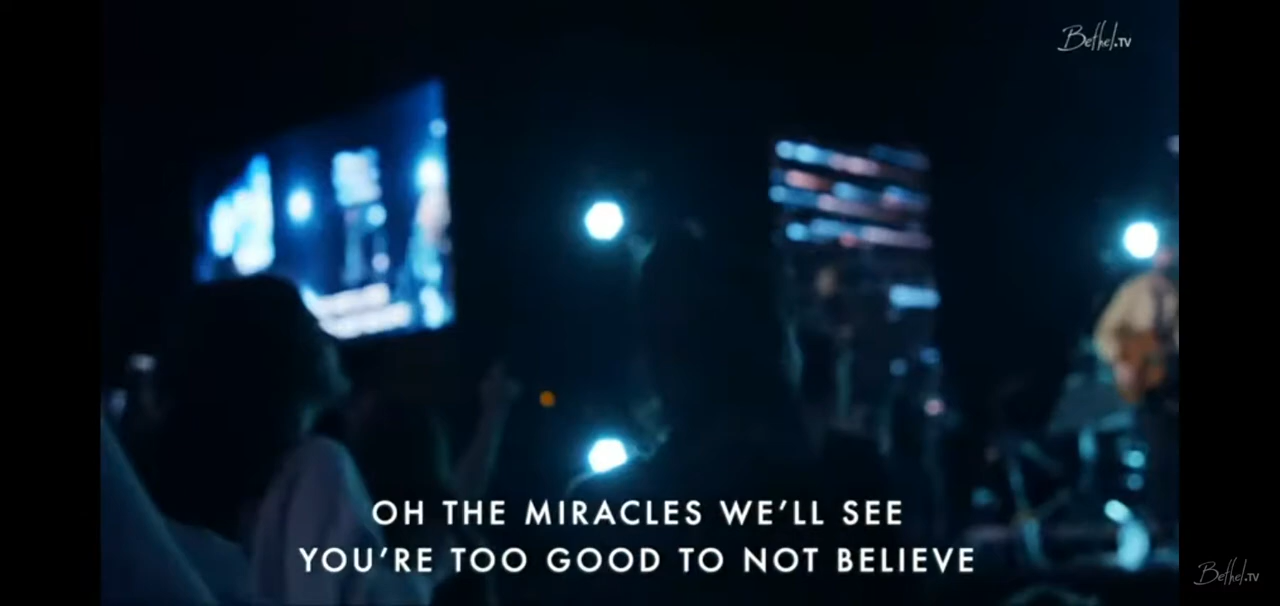 Bethel.TV
OH THE MIRACLES WE'LL SEE
YOU'RE TOO GOOD TO NOT BELIEVE
Bethel.TV